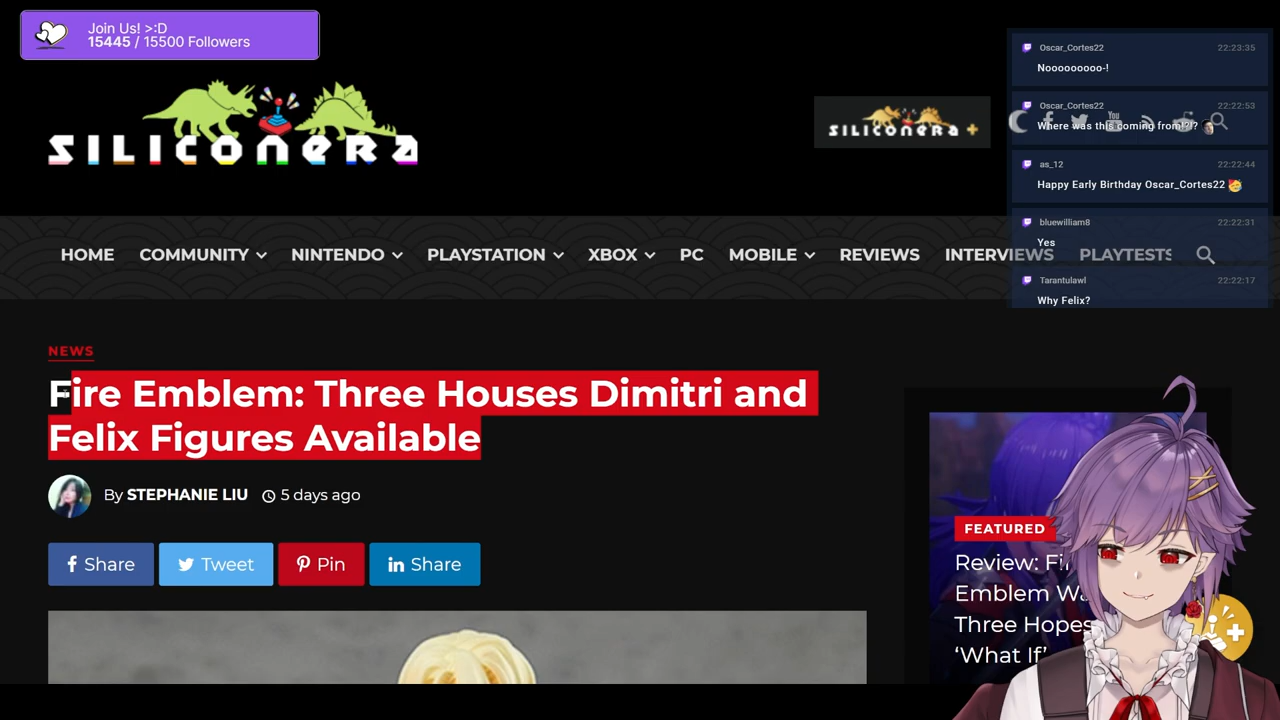 Join Us! >:D
15445 / 15500 Followers
SILICONERA
SILICONERA +
Oscar_Cortes22 22:23:35
Nooooooooo-!
Oscar_Cortes22 22:22:53
Where was this coming from!?!?
as_12 22:22:44
Happy Early Birthday Oscar_Cortes22
bluewilliam8 22:22:31
Yes
Tarantulawl 22:22:17
Why Felix?
HOME COMMUNITY NINTENDO PLAYSTATION XBOX PC MOBILE REVIEWS INTERVIEWS PLAYTESTS
NEWS
Fire Emblem: Three Houses Dimitri and
Felix Figures Available
By STEPHANIE LIU 5 days ago
Share Tweet Pin Share
FEATURED
Review:
Emblem
Three Hopes
‘What If’